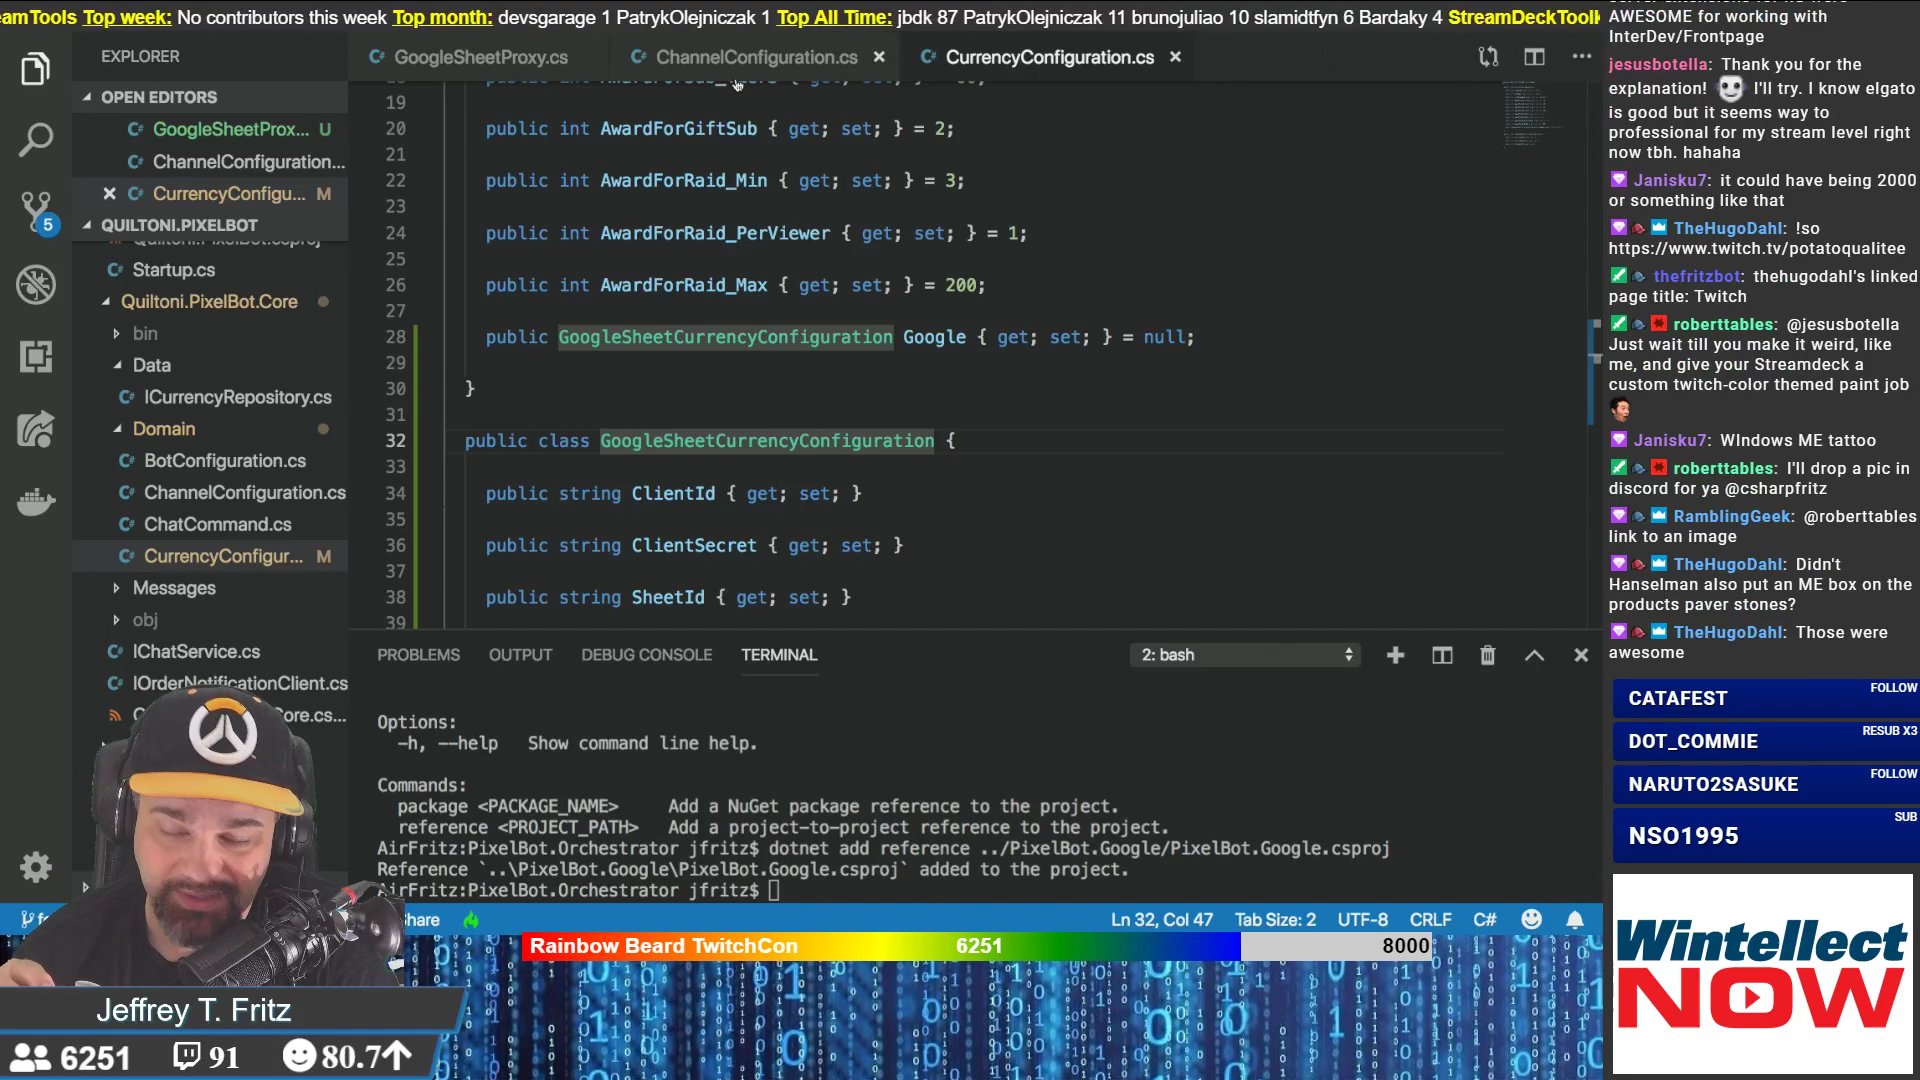 eamTools Top week: No contributors this week Top month: devsgarage 1 PatrykOlejniczak 1 Top All Time: jbdk 87 PatrykOlejniczak 11 brunojuliao 10 slamidtfyn 6 Bardaky 4 StreamDeckToolk
EXPLORER
OPEN EDITORS
GoogleSheetProx... U
ChannelConfiguration...
CurrencyConfigu... M
QUILTONI.PIXELBOT
Quiltoni.PixelBot.csproj
Startup.cs
Quiltoni.PixelBot.Core
bin
Data
ICurrencyRepository.cs
Domain
BotConfiguration.cs
ChannelConfiguration.cs
ChatCommand.cs
CurrencyConfigur... M
Messages
obj
IChatService.cs
IOrderNotificationClient.cs
ore.cs...
5
GoogleSheetProxy.cs
ChannelConfiguration.cs
CurrencyConfiguration.cs
19
20 public int AwardForGiftSub { get; set; } = 2;
21
22 public int AwardForRaid_Min { get; set; } = 3;
23
24 public int AwardForRaid_PerViewer { get; set; } = 1;
25
26 public int AwardForRaid_Max { get; set; } = 200;
27
28 public GoogleSheetCurrencyConfiguration Google { get; set; } = null;
29
30 }
31
32 public class GoogleSheetCurrencyConfiguration {
33
34 public string ClientId { get; set; }
35
36 public string ClientSecret { get; set; }
37
38 public string SheetId { get; set; }
39
PROBLEMS OUTPUT DEBUG CONSOLE TERMINAL
2: bash
Options:
-h, --help Show command line help.
Commands:
package <PACKAGE_NAME> Add a NuGet package reference to the project.
reference <PROJECT_PATH> Add a project-to-project reference to the project.
AirFritz:PixelBot.Orchestrator jfritz$ dotnet add reference ../PixelBot.Google/PixelBot.Google.csproj
Reference `..\PixelBot.Google\PixelBot.Google.csproj` added to the project.
AirFritz:PixelBot.Orchestrator jfritz$
hare
Ln 32, Col 47 Tab Size: 2 UTF-8 CRLF C#
Rainbow Beard TwitchCon 6251 8000
Jeffrey T. Fritz
6251 91 80.7
AWESOME for working with
InterDev/Frontpage
jesusbotella: Thank you for the
explanation! I'll try. I know elgato
is good but it seems way to
professional for my stream level right
now tbh. hahaha
Janisku7: it could have being 2000
or something like that
TheHugoDahl: !so
https://www.twitch.tv/potatoqualitee
thefritzbot: thehugodahl's linked
page title: Twitch
roberttables: @jesusbotella
Just wait till you make it weird, like
me, and give your Streamdeck a
custom twitch-color themed paint job
Janisku7: WIndows ME tattoo
roberttables: I'll drop a pic in
discord for ya @csharpfritz
RamblingGeek: @roberttables
link to an image
TheHugoDahl: Didn't
Hanselman also put an ME box on the
products paver stones?
TheHugoDahl: Those were
awesome
CATAFEST FOLLOW
DOT_COMMIE RESUB X3
NARUTO2SASUKE FOLLOW
NSO1995 SUB
Wintellect
NOW